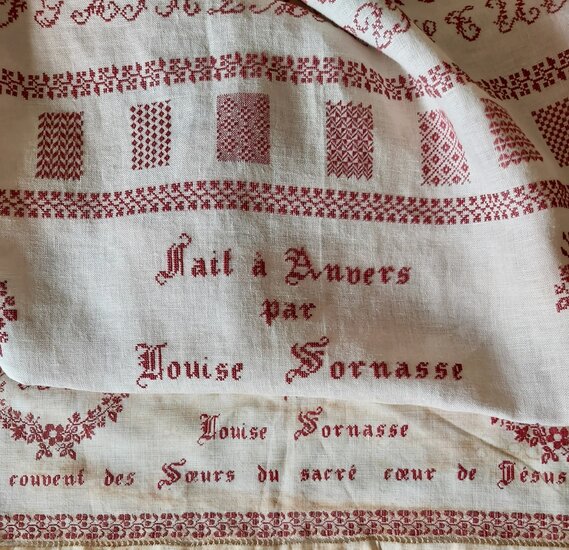 Fait à Anvers
par
Louise Sornasse
Louise Sornasse
couvent des Sœurs du sacré cœur de Jésus